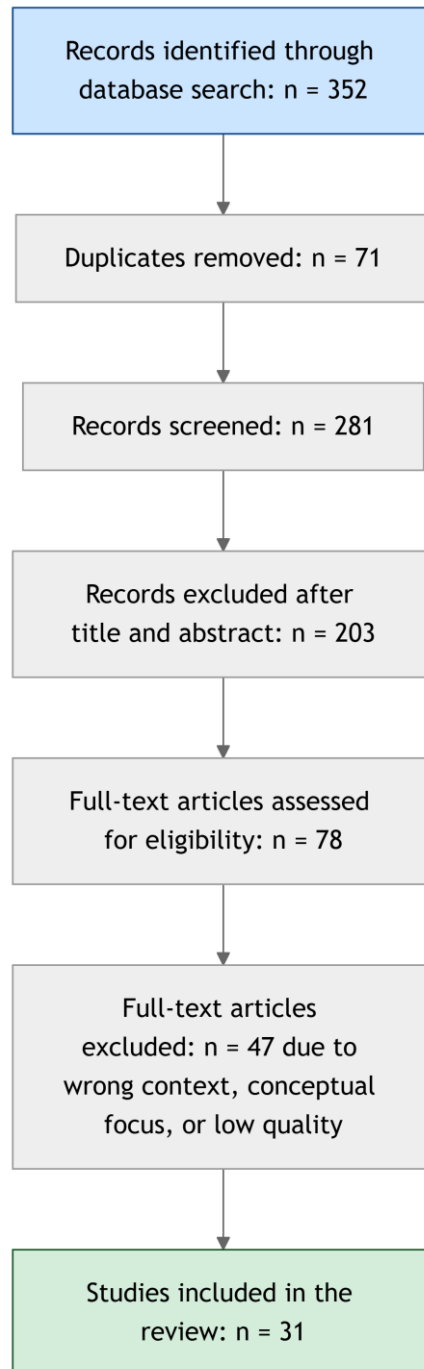 Records identified through
database search: n = 352
Duplicates removed: n = 71
Records screened: n = 281
Records excluded after
title and abstract: n = 203
Full-text articles assessed
for eligibility: n = 78
Full-text articles
excluded: n = 47 due to
wrong context, conceptual
focus, or low quality
Studies included in the
review: n = 31